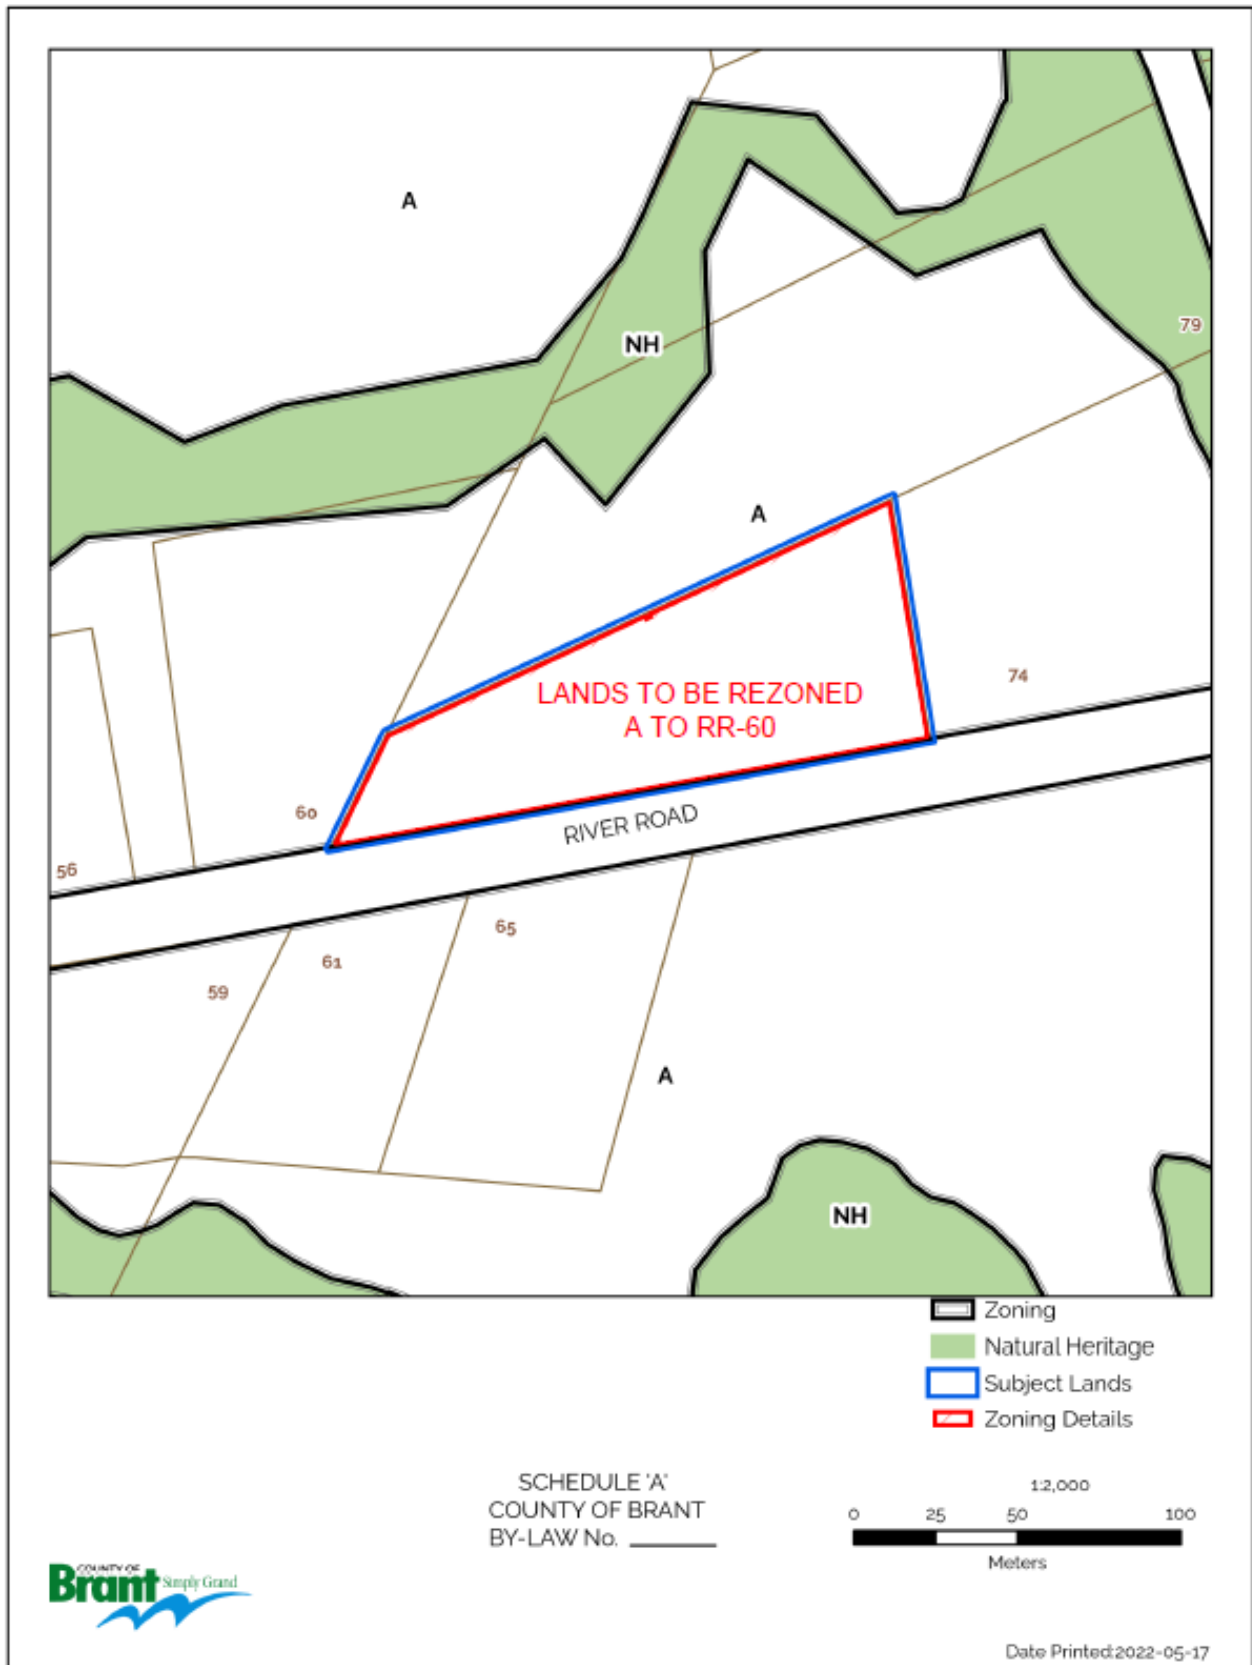 A
NH
79
A
LANDS TO BE REZONED
A TO RR-60
74
60
RIVER ROAD
56
65
61
59
A
NH
Zoning
Natural Heritage
Subject Lands
Zoning Details
SCHEDULE 'A'
COUNTY OF BRANT
BY-LAW No. ________
1:2,000
0 25 50 100
Meters
COUNTY OF
Brant Simply Grand
Date Printed:2022-05-17